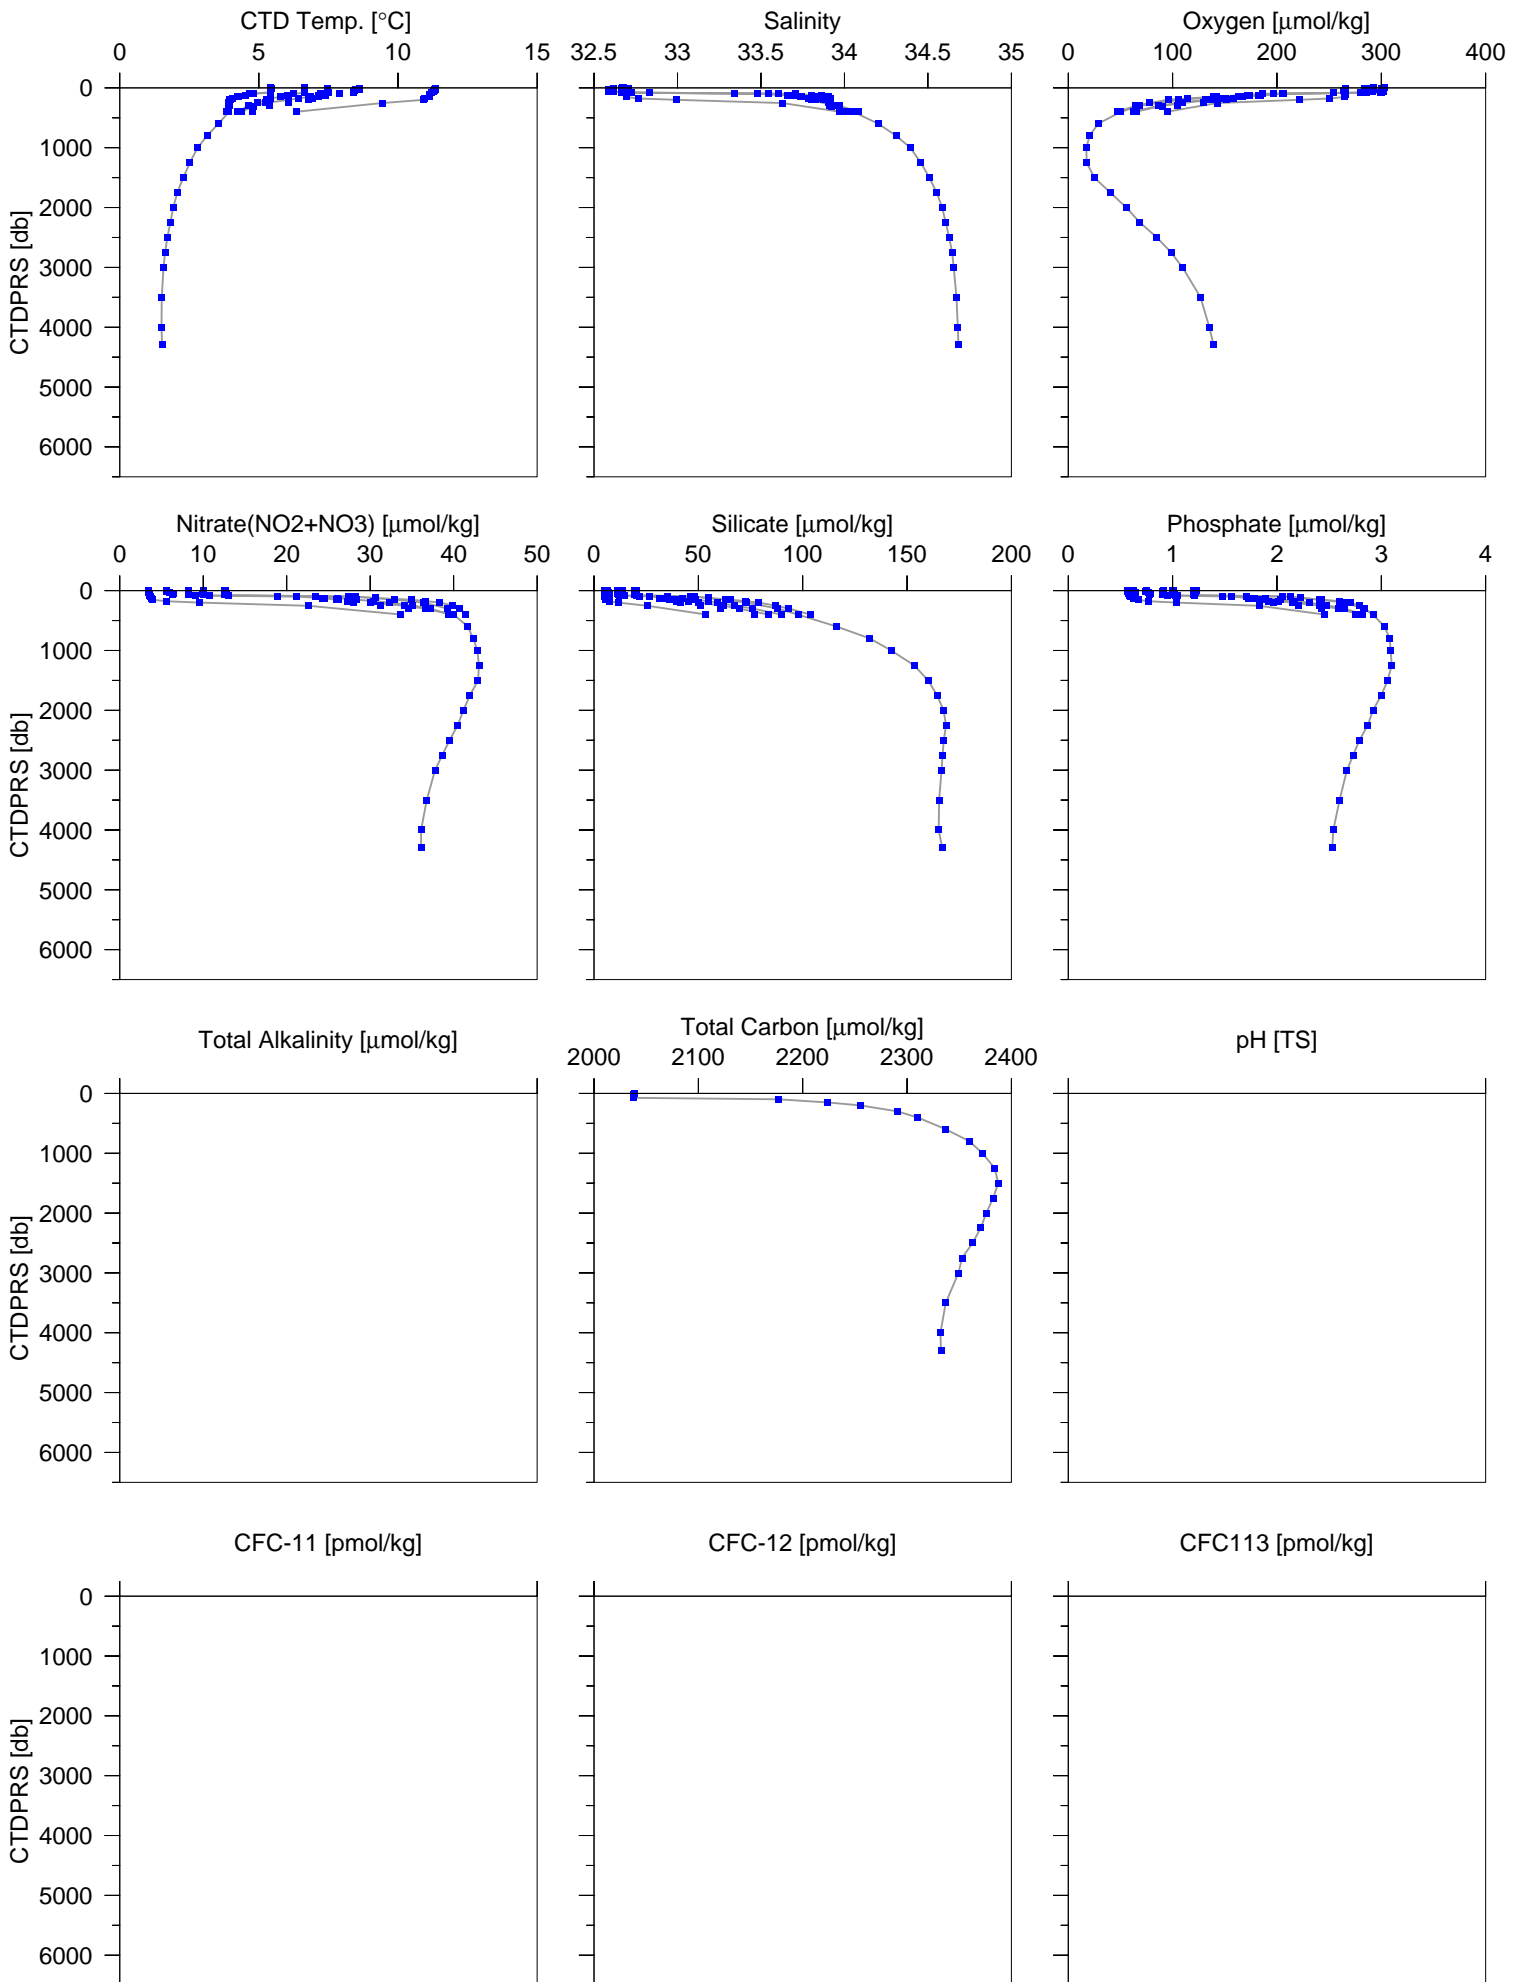 CTD Temp. [°C] Salinity Oxygen [μmol/kg]
0 5 10 15 32.5 33 33.5 34 34.5 35 0 100 200 300 400
0
1000
2000
3000
4000
5000
6000
CTDPRS [db]
Nitrate(NO2+NO3) [μmol/kg] Silicate [μmol/kg] Phosphate [μmol/kg]
0 10 20 30 40 50 0 50 100 150 200 0 1 2 3 4
0
1000
2000
3000
4000
5000
6000
CTDPRS [db]
Total Alkalinity [μmol/kg] Total Carbon [μmol/kg] pH [TS]
2000 2100 2200 2300 2400
0
1000
2000
3000
4000
5000
6000
CTDPRS [db]
CFC-11 [pmol/kg] CFC-12 [pmol/kg] CFC113 [pmol/kg]
0
1000
2000
3000
4000
5000
6000
CTDPRS [db]